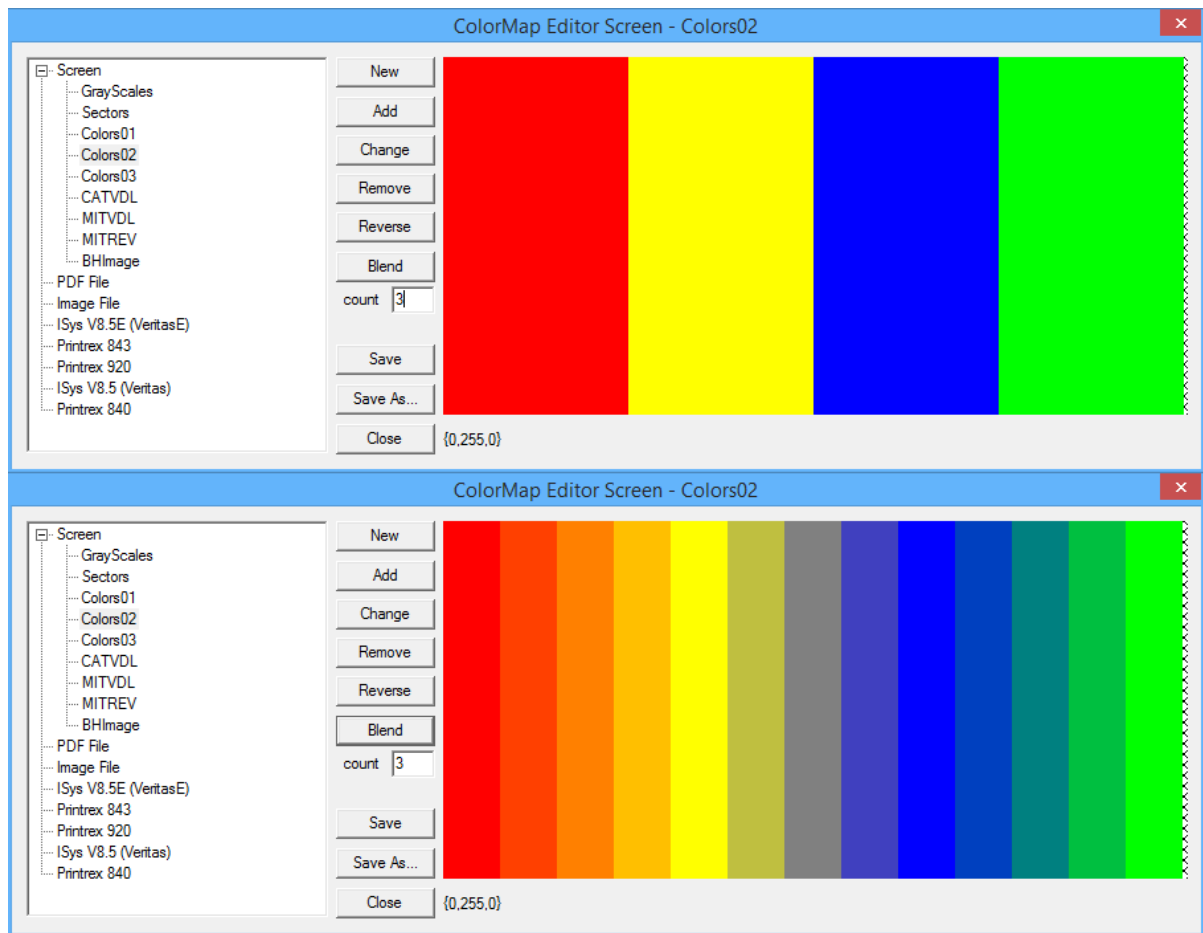 ColorMap Editor Screen - Colors02
Screen
GrayScales
Sectors
Colors01
Colors02
Colors03
CATVDL
MITVDL
MITREV
BHImage
PDF File
Image File
ISys V8.5E (VeritasE)
Printrex 843
Printrex 920
ISys V8.5 (Veritas)
Printrex 840
New
Add
Change
Remove
Reverse
Blend
count 3
Save
Save As...
Close
{0,255,0}
ColorMap Editor Screen - Colors02
Screen
GrayScales
Sectors
Colors01
Colors02
Colors03
CATVDL
MITVDL
MITREV
BHImage
PDF File
Image File
ISys V8.5E (VeritasE)
Printrex 843
Printrex 920
ISys V8.5 (Veritas)
Printrex 840
New
Add
Change
Remove
Reverse
Blend
count 3
Save
Save As...
Close
{0,255,0}